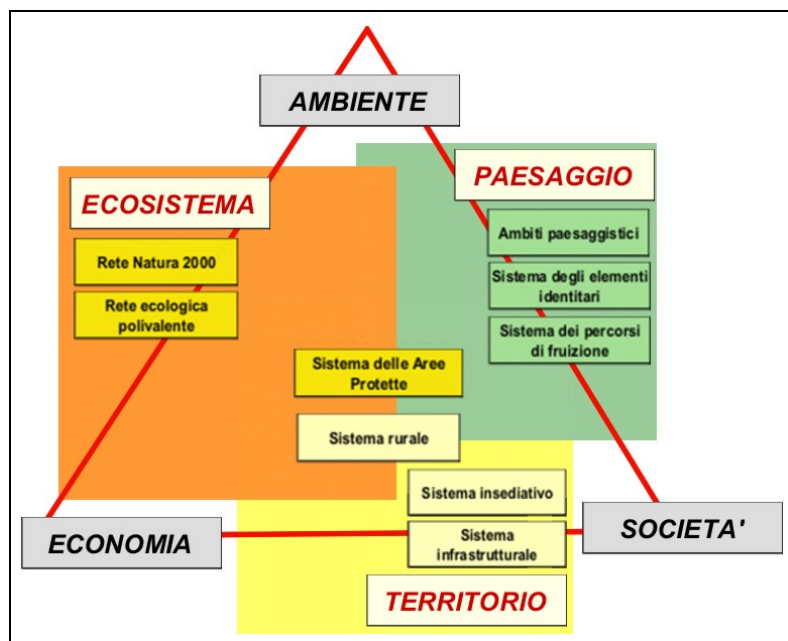 AMBIENTE
ECOSISTEMA
PAESAGGIO
Rete Natura 2000
Rete ecologica
polivalente
Ambiti paesaggistici
Sistema degli elementi
identitari
Sistema dei percorsi
di fruizione
Sistema delle Aree
Protette
Sistema rurale
Sistema insediativo
Sistema
infrastrutturale
ECONOMIA
SOCIETA'
TERRITORIO